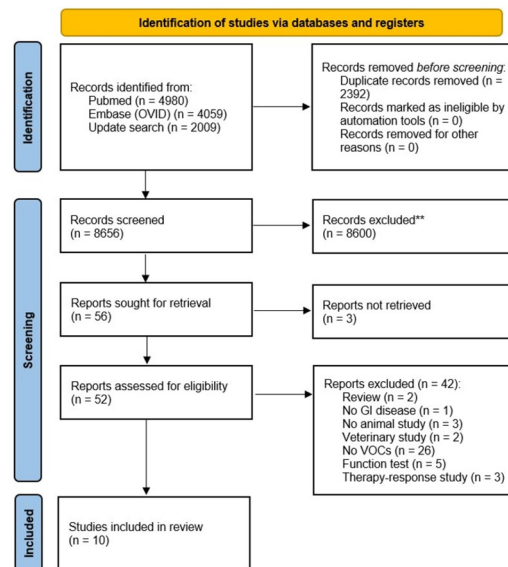 Identification of studies via databases and registers
Identification
Records identified from:
Pubmed (n = 4980)
Embase (OVID) (n = 4059)
Update search (n = 2009)
Records removed before screening:
Duplicate records removed (n =
2392)
Records marked as ineligible by
automation tools (n = 0)
Records removed for other
reasons (n = 0)
Screening
Records screened
(n = 8656)
Records excluded**
(n = 8600)
Reports sought for retrieval
(n = 56)
Reports not retrieved
(n = 3)
Reports assessed for eligibility
(n = 52)
Reports excluded (n = 42):
Review (n = 2)
No GI disease (n = 1)
No animal study (n = 3)
Veterinary study (n = 2)
No VOCs (n = 26)
Function test (n = 5)
Therapy-response study (n = 3)
Included
Studies included in review
(n = 10)